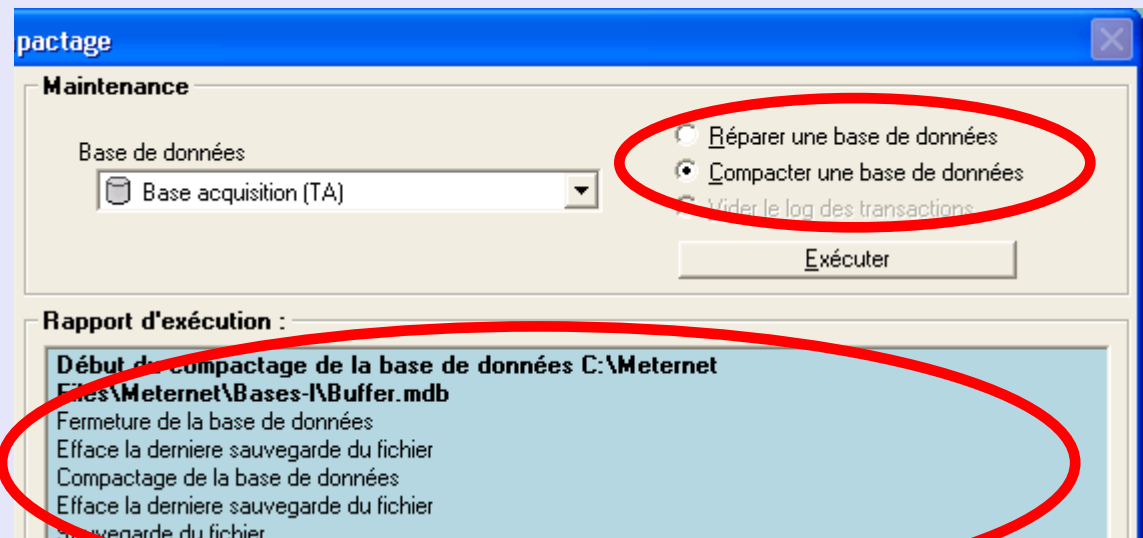 pactage
Maintenance
Base de données
Base acquisition (TA)
Réparer une base de données
Compacter une base de données
Vider le log des transactions
Exécuter
Rapport d'exécution :
Début du compactage de la base de données C:\Meternet
Files\Meternet\Bases-I\Buffer.mdb
Fermeture de la base de données
Efface la derniere sauvegarde du fichier
Compactage de la base de données
Efface la derniere sauvegarde du fichier
Sauvegarde du fichier